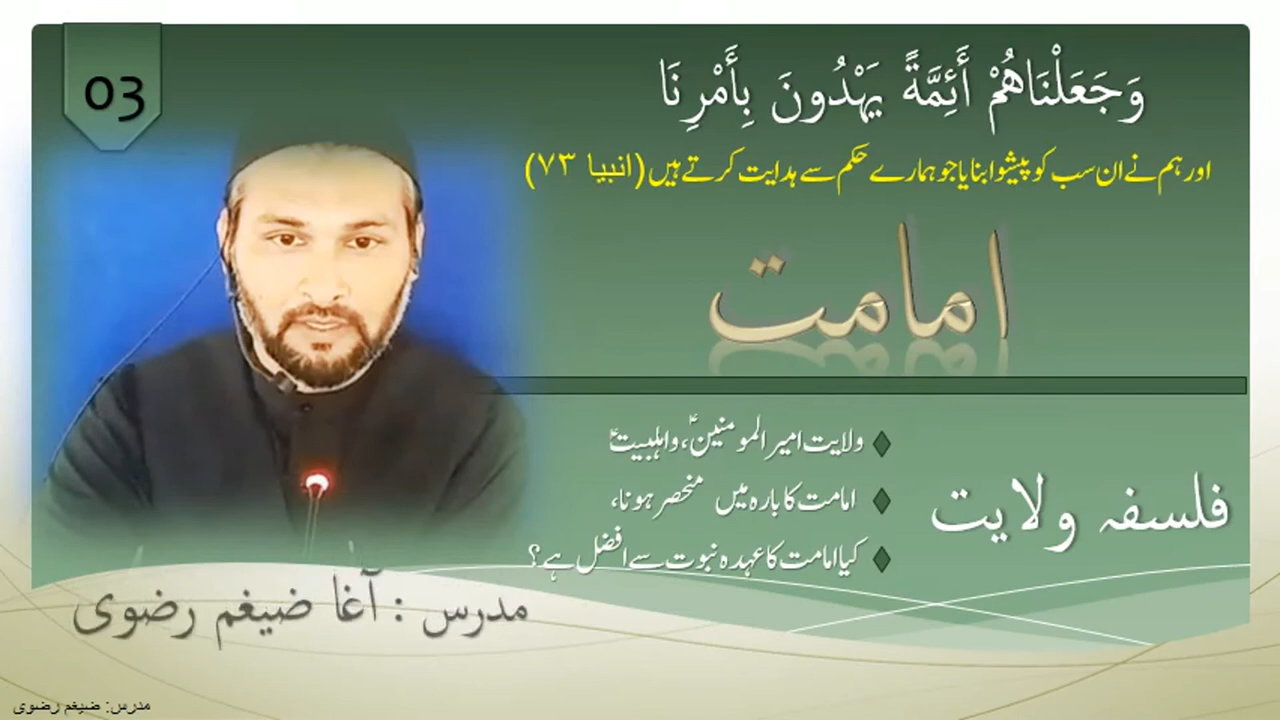 03
وَجَعَلْنَاهُمْ أَئِمَّةً يَهْدُونَ بِأَمْرِنَا
اور ہم نے ان سب کو پیشوا بنایا جو ہمارے حکم سے ہدایت کرتے ہیں (انبیا ۷۳)
امامت
فلسفہ ولایت
ولایت امیر المومنینؑ، و اہلبیتؑ
امامت کا بارہ میں منحصر ہونا،
کیا امامت کا عہدہ نبوت سے افضل ہے؟
مدرس : آغا ضیغم رضوی
مدرس: ضیغم رضوی